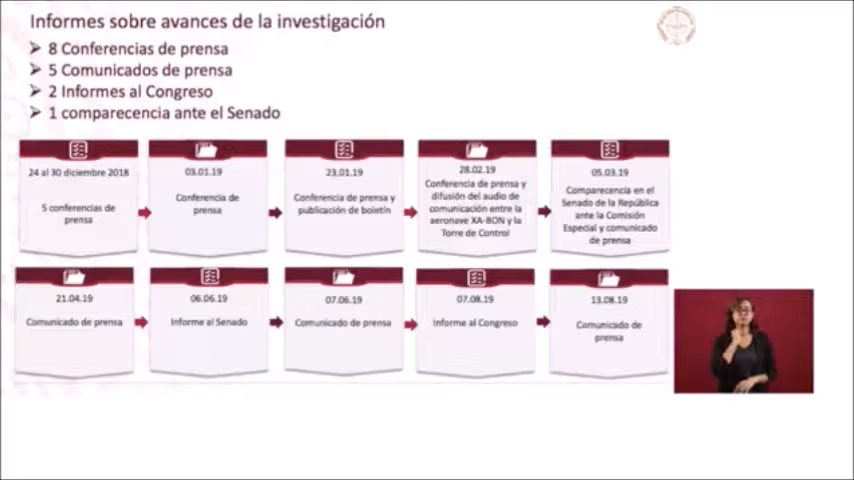 Informes sobre avances de la investigación
➢ 8 Conferencias de prensa
➢ 5 Comunicados de prensa
➢ 2 Informes al Congreso
➢ 1 comparecencia ante el Senado
24 al 30 diciembre 2018
5 conferencias de
prensa
03.01.19
Conferencia de
prensa
23.01.19
Conferencia de prensa y
publicación de boletín
28.02.19
Conferencia de prensa y
difusión del audio de
comunicación entre la
aeronave XA-BON y la
Torre de Control
05.03.19
Comparecencia en el
Senado de la República
ante la Comisión
Especial y comunicado
de prensa
21.04.19
Comunicado de prensa
06.06.19
Informe al Senado
07.06.19
Comunicado de prensa
07.08.19
Informe al Congreso
13.08.19
Comunicado de
prensa